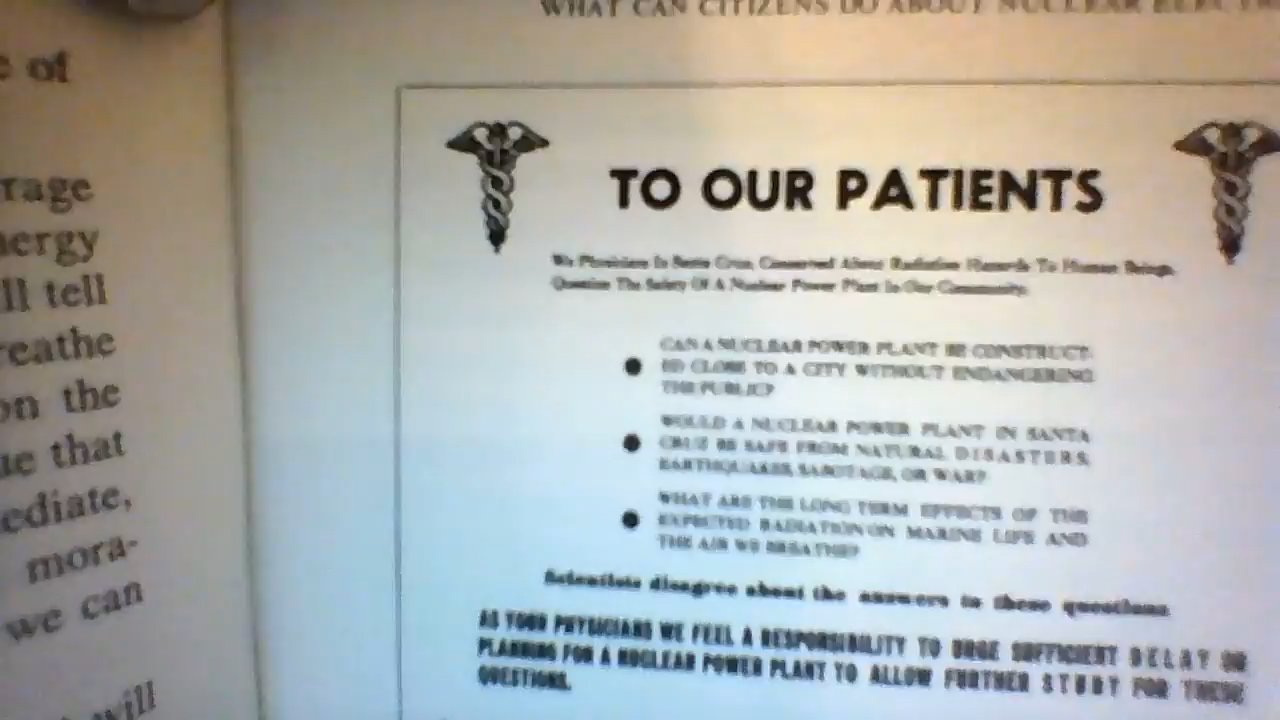 WHAT CAN CITIZENS DO ABOUT NUCLEAR
e of
rage
nergy
ll tell
reathe
on the
ue that
ediate,
mora-
we can
will
TO OUR PATIENTS
We Physicians In Santa Cruz, Concerned About Radiation Hazards To Human Beings,
Question The Safety Of A Nuclear Power Plant In Our Community.
CAN A NUCLEAR POWER PLANT BE CONSTRUCT-
ED CLOSE TO A CITY WITHOUT ENDANGERING
THE PUBLIC?
WOULD A NUCLEAR POWER PLANT IN SANTA
CRUZ BE SAFE FROM NATURAL DISASTERS,
EARTHQUAKES, SABOTAGE, OR WAR?
WHAT ARE THE LONG TERM EFFECTS OF THE
EXPECTED RADIATION ON MARINE LIFE AND
THE AIR WE BREATHE?
Scientists disagree about the answers to these questions.
AS YOUR PHYSICIANS WE FEEL A RESPONSIBILITY TO URGE SUFFICIENT DELAY IN
PLANNING FOR A NUCLEAR POWER PLANT TO ALLOW FURTHER STUDY FOR THESE
QUESTIONS.